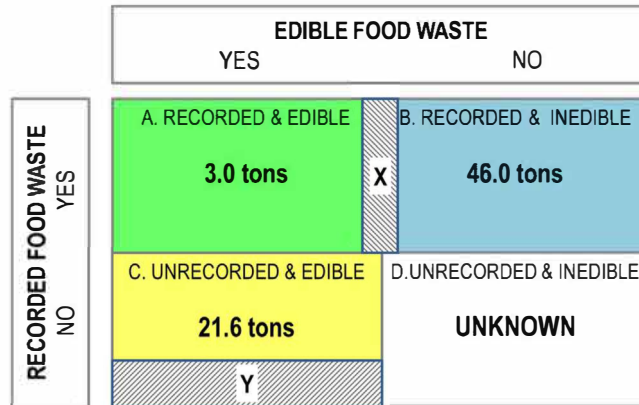 EDIBLE FOOD WASTE
YES NO
RECORDED FOOD WASTE
YES
NO
A. RECORDED & EDIBLE
3.0 tons
X
B. RECORDED & INEDIBLE
46.0 tons
C. UNRECORDED & EDIBLE
21.6 tons
Y
D.UNRECORDED & INEDIBLE
UNKNOWN